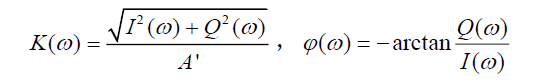 K(ω) = √(I²(ω) + Q²(ω)) / A' , φ(ω) = −arctan Q(ω) / I(ω)